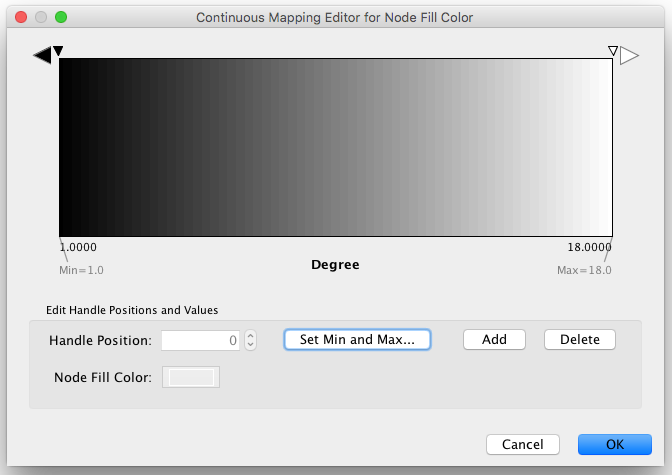 Continuous Mapping Editor for Node Fill Color
1.0000 18.0000
Min=1.0 Degree Max=18.0
Edit Handle Positions and Values
Handle Position: 0 Set Min and Max... Add Delete
Node Fill Color:
Cancel OK